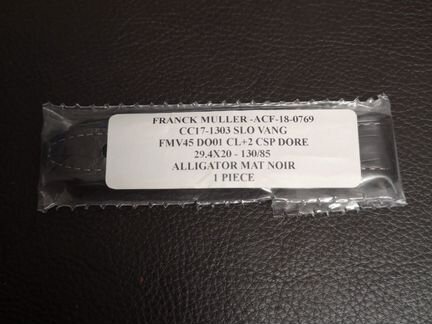 FRANCK MULLER -ACF-18-0769
CC17-1303 SLO VANG
FMV45 DO01 CL+2 CSP DORE
29.4X20 - 130/85
ALLIGATOR MAT NOIR
1 PIECE